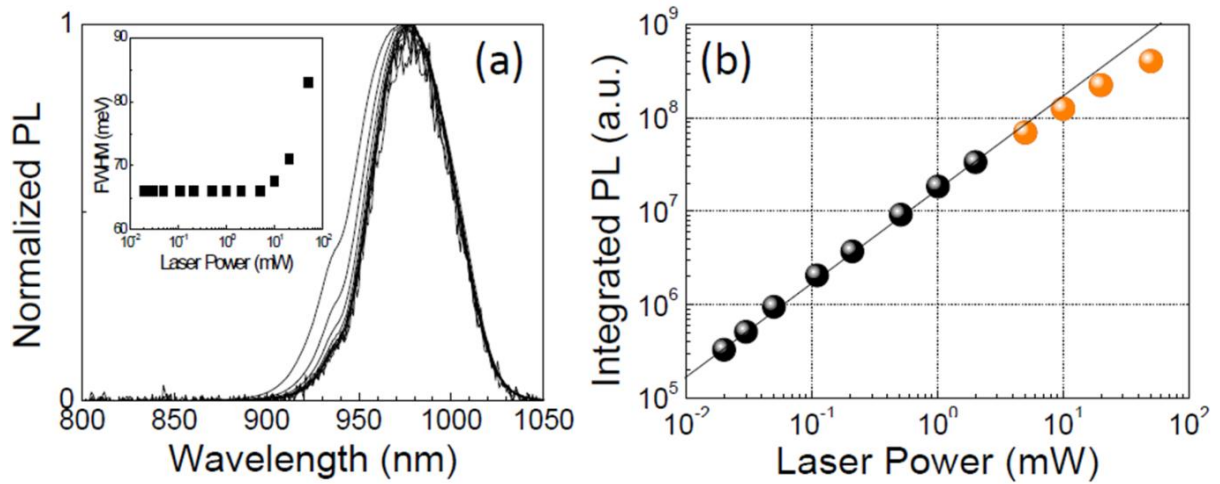 (a)
Normalized PL
1
0
800 850 900 950 1000 1050
Wavelength (nm)
FWHM (meV)
90
80
70
60
10-2 10-1 100 101 102
Laser Power (mW)
(b)
Integrated PL (a.u.)
109
108
107
106
105
10-2 10-1 100 101 102
Laser Power (mW)